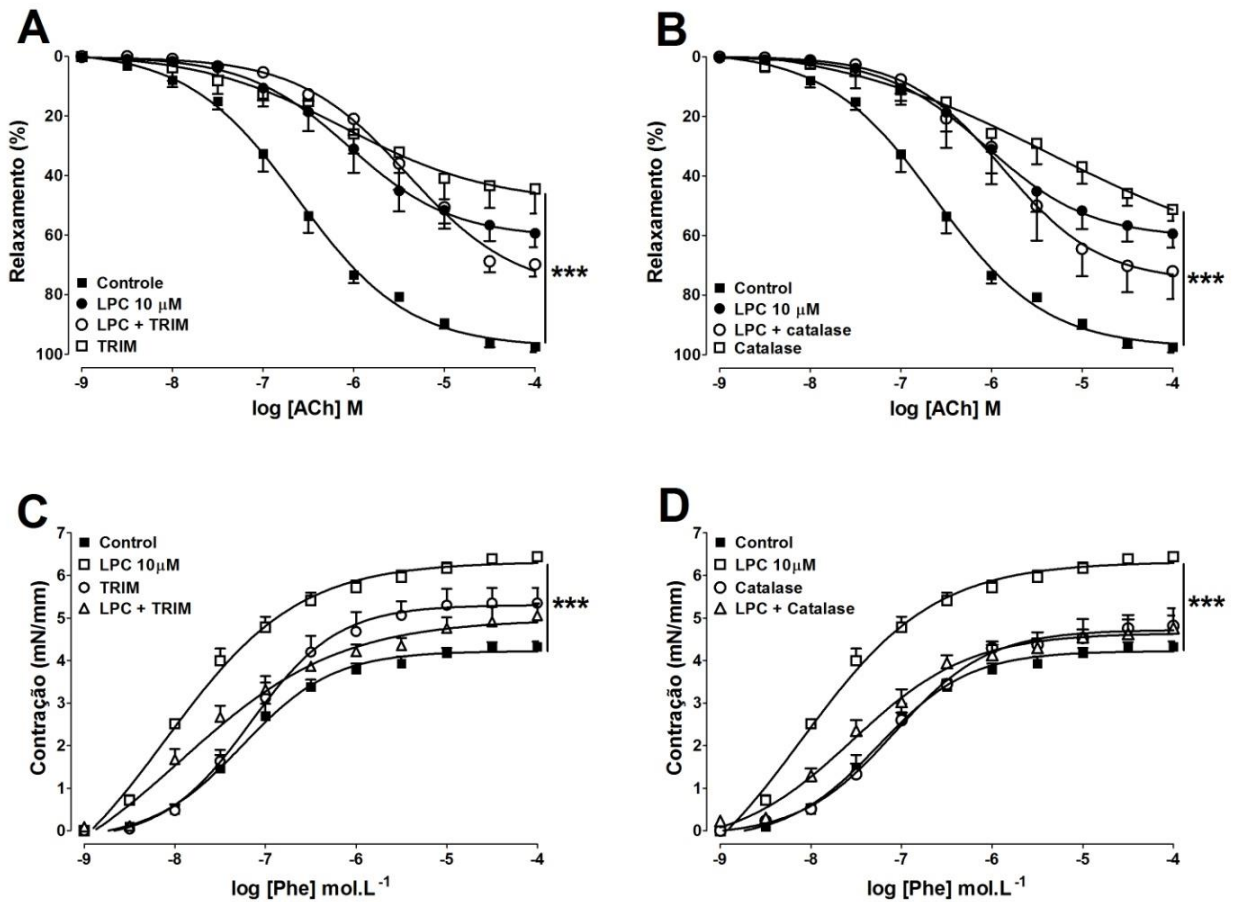 A
Relaxamento (%)
0
20
40
60
80
100
Controle
LPC 10 μM
LPC + TRIM
TRIM
***
-9
-8
-7
-6
-5
-4
log [ACh] M
B
Relaxamento (%)
0
20
40
60
80
100
Control
LPC 10 μM
LPC + catalase
Catalase
***
-9
-8
-7
-6
-5
-4
log [ACh] M
C
Contração (mN/mm)
7
6
5
4
3
2
1
0
Control
LPC 10μM
TRIM
LPC + TRIM
***
-9
-8
-7
-6
-5
-4
log [Phe] mol.L⁻¹
D
Contração (mN/mm)
7
6
5
4
3
2
1
0
Control
LPC 10μM
Catalase
LPC + Catalase
***
-9
-8
-7
-6
-5
-4
log [Phe] mol.L⁻¹